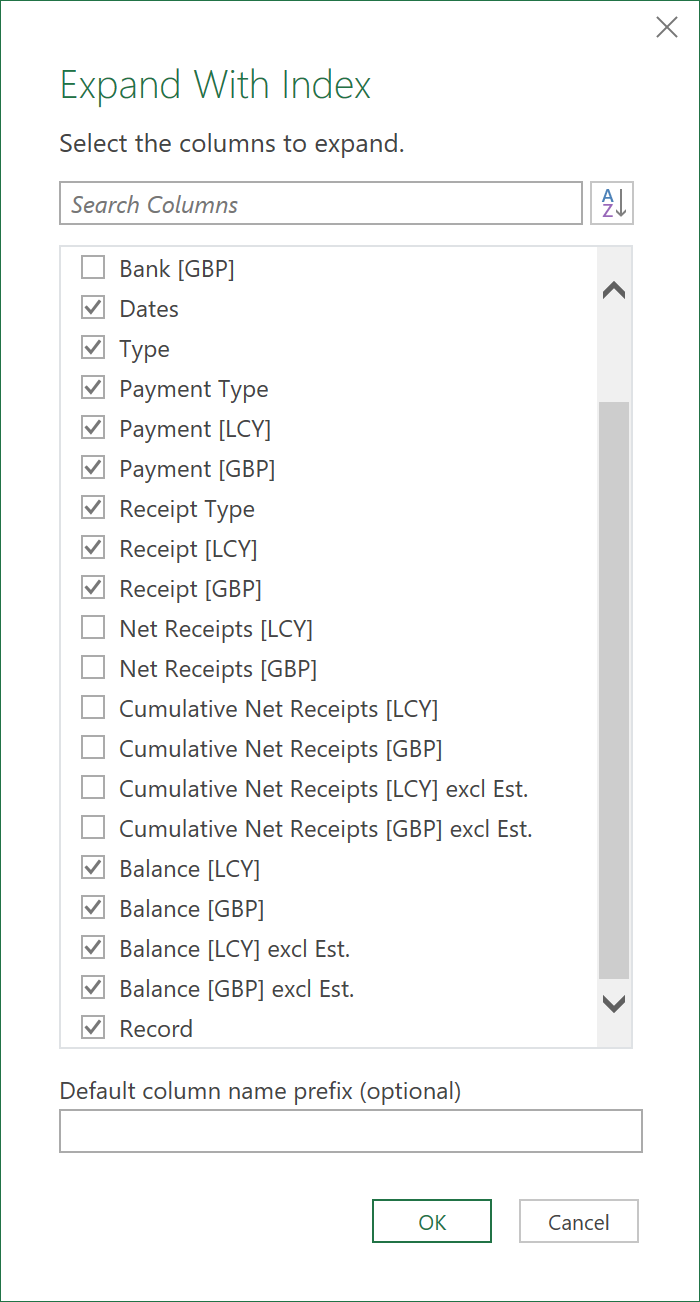 Expand With Index
Select the columns to expand.
Search Columns
A
Z
Bank [GBP]
Dates
Type
Payment Type
Payment [LCY]
Payment [GBP]
Receipt Type
Receipt [LCY]
Receipt [GBP]
Net Receipts [LCY]
Net Receipts [GBP]
Cumulative Net Receipts [LCY]
Cumulative Net Receipts [GBP]
Cumulative Net Receipts [LCY] excl Est.
Cumulative Net Receipts [GBP] excl Est.
Balance [LCY]
Balance [GBP]
Balance [LCY] excl Est.
Balance [GBP] excl Est.
Record
Default column name prefix (optional)
OK Cancel